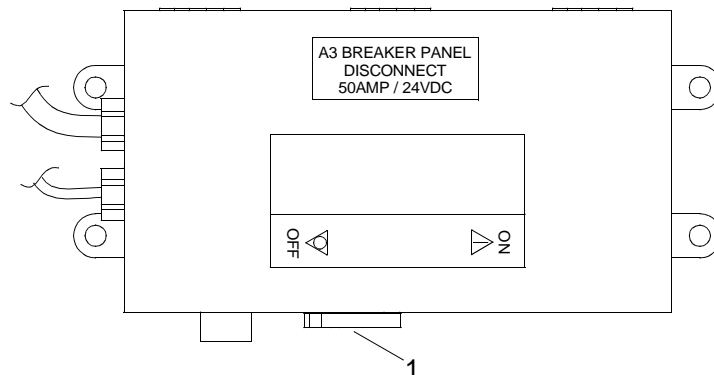 A3 BREAKER PANEL
DISCONNECT
50AMP / 24VDC
OFF
ON
1